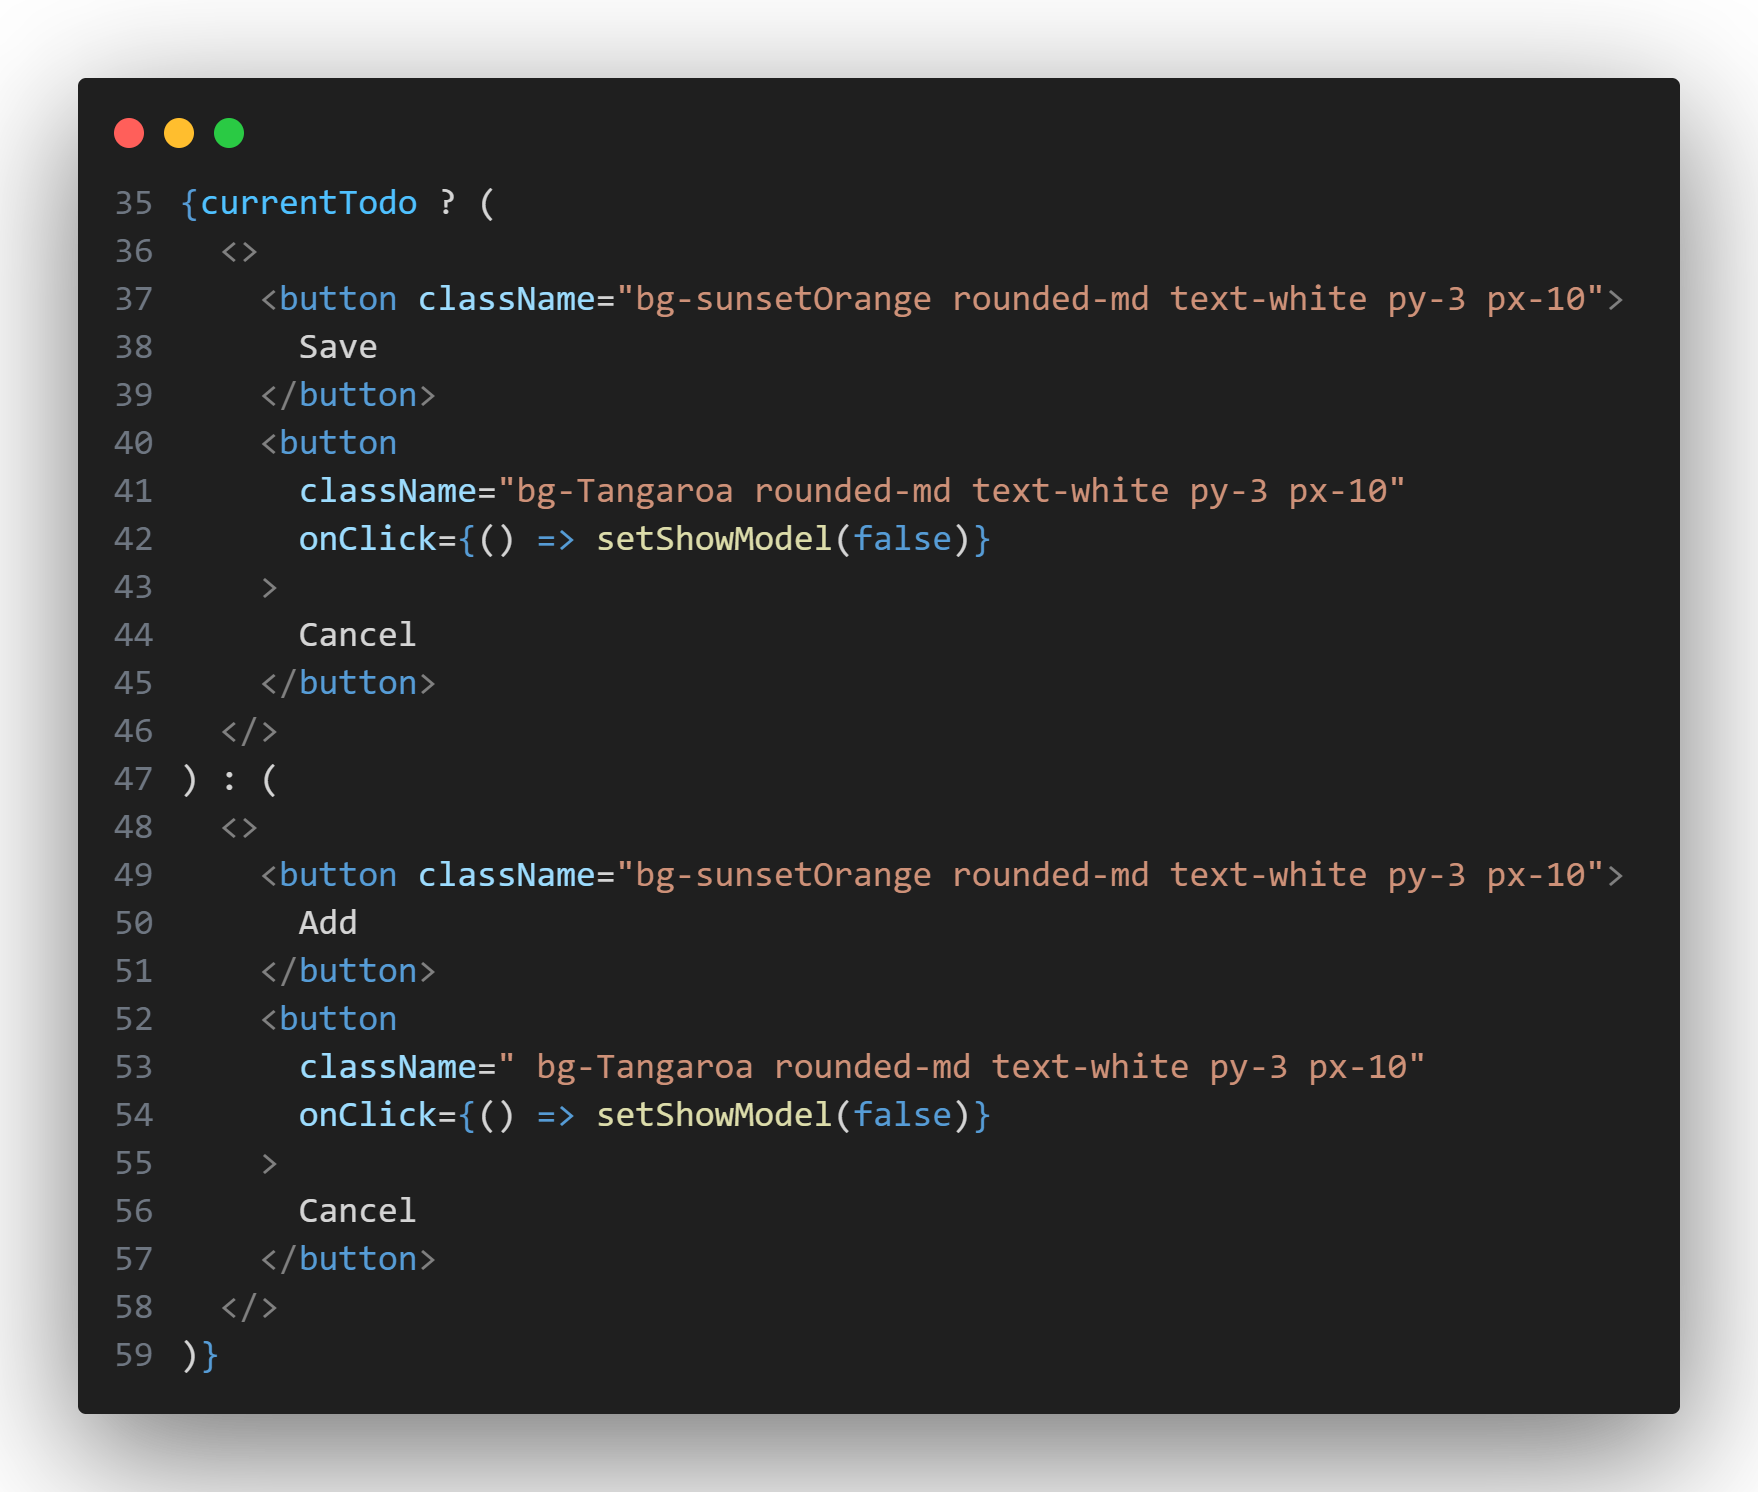 35 {currentTodo ? (
36   <>
37     <button className="bg-sunsetOrange rounded-md text-white py-3 px-10">
38       Save
39     </button>
40     <button
41       className="bg-Tangaroa rounded-md text-white py-3 px-10"
42       onClick={() => setShowModel(false)}
43     >
44       Cancel
45     </button>
46   </>
47 ) : (
48   <>
49     <button className="bg-sunsetOrange rounded-md text-white py-3 px-10">
50       Add
51     </button>
52     <button
53       className=" bg-Tangaroa rounded-md text-white py-3 px-10"
54       onClick={() => setShowModel(false)}
55     >
56       Cancel
57     </button>
58   </>
59 )}